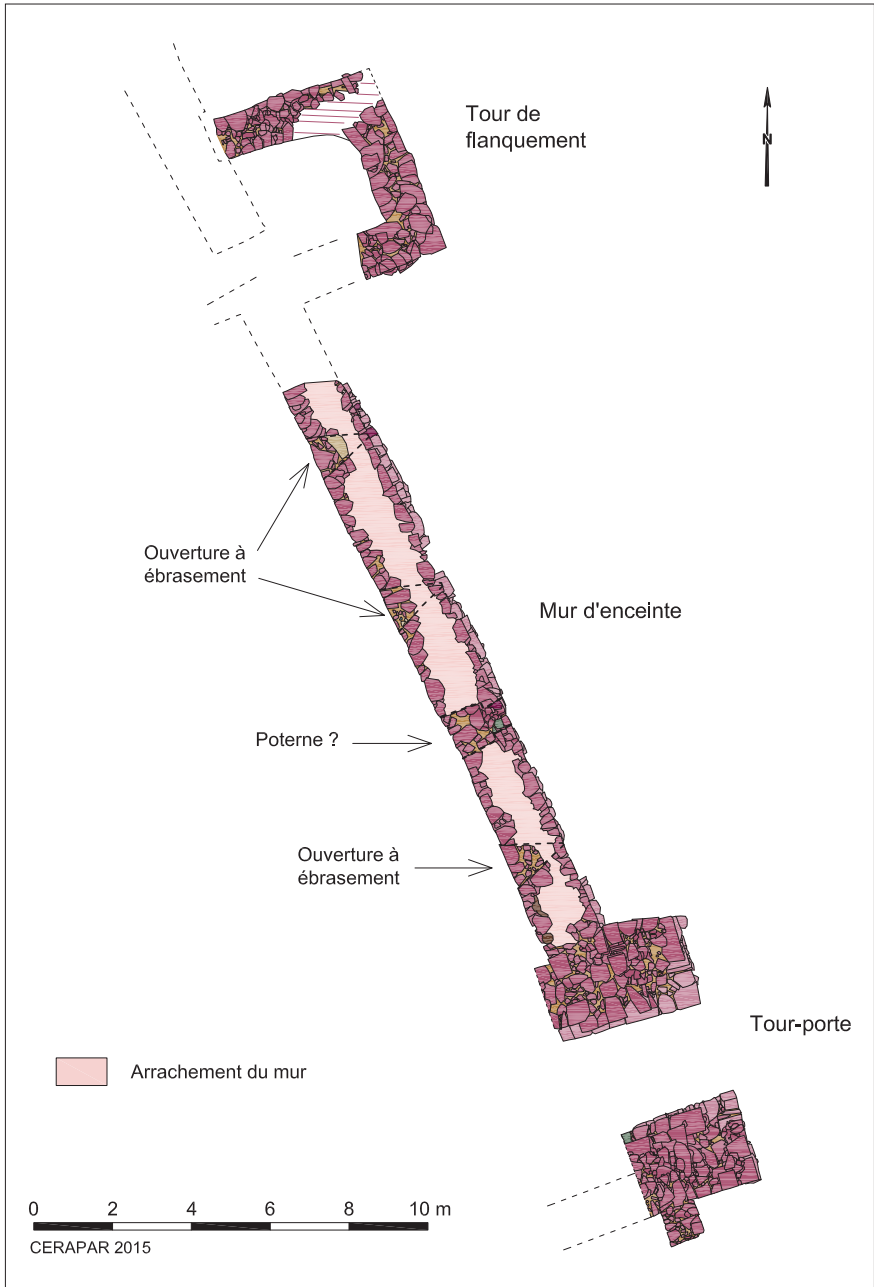 Tour de
flanquement
N
Ouverture à
ébrasement
Mur d'enceinte
Poterne ?
Ouverture à
ébrasement
Tour-porte
Arrachement du mur
0 2 4 6 8 10 m
CERAPAR 2015